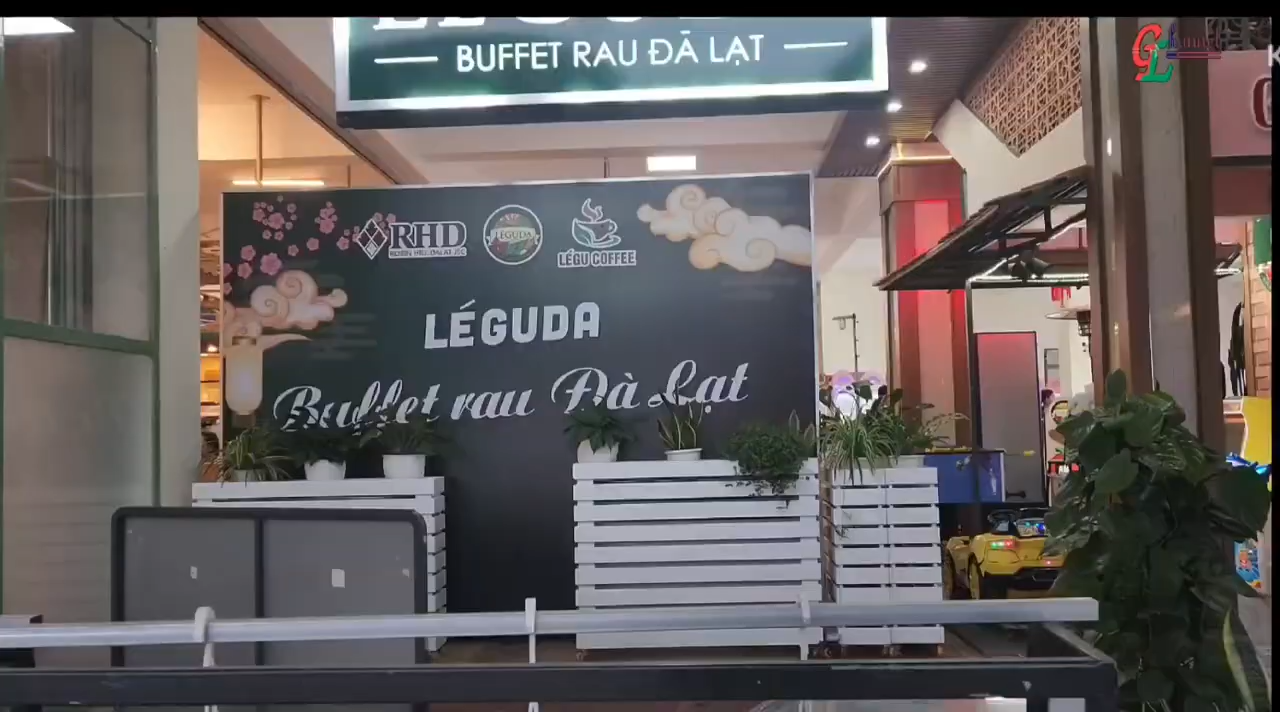 BUFFET RAU ĐÀ LẠT
RHD
LÉGUDA
LÉGU COFFEE
LÉGUDA
Buffet rau Đà Lạt